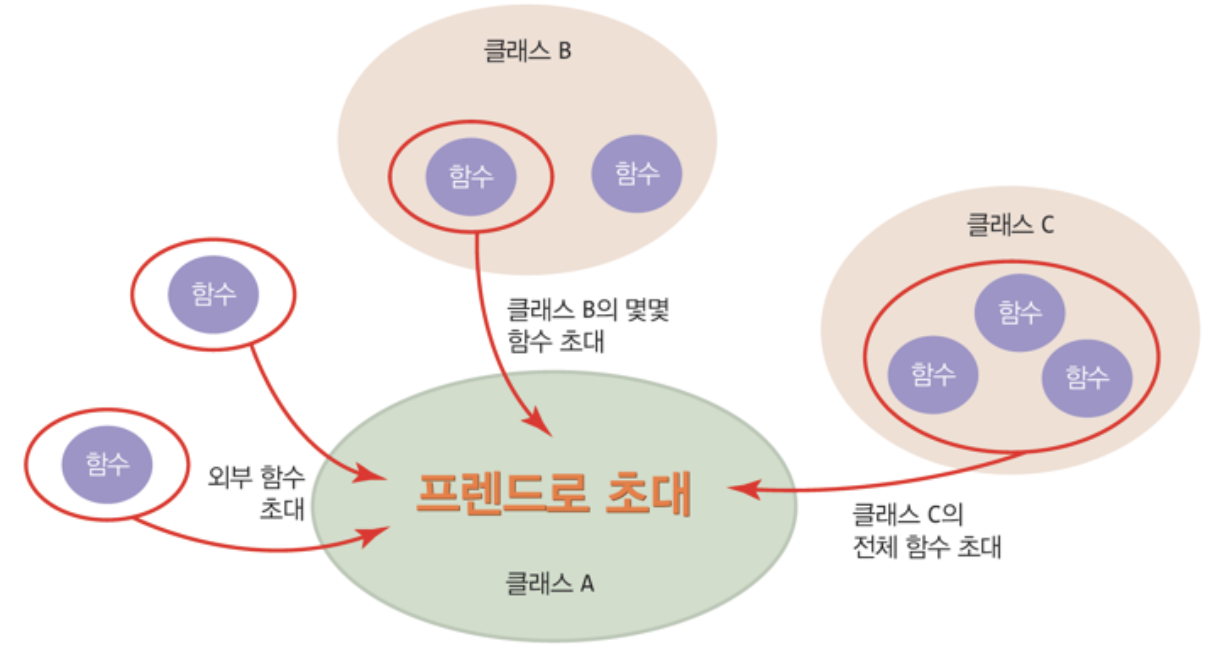 클래스 B
함수
함수
클래스 C
함수
함수
함수
함수
클래스 B의 몇몇
함수 초대
함수
외부 함수
초대
프렌드로 초대
클래스 C의
전체 함수 초대
클래스 A